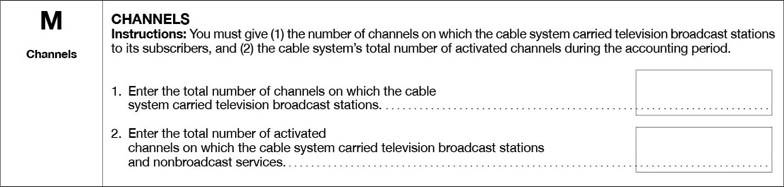 M
Channels
CHANNELS
Instructions: You must give (1) the number of channels on which the cable system carried television broadcast stations
to its subscribers, and (2) the cable system's total number of activated channels during the accounting period.
1. Enter the total number of channels on which the cable
system carried television broadcast stations.
2. Enter the total number of activated
channels on which the cable system carried television broadcast stations
and nonbroadcast services.